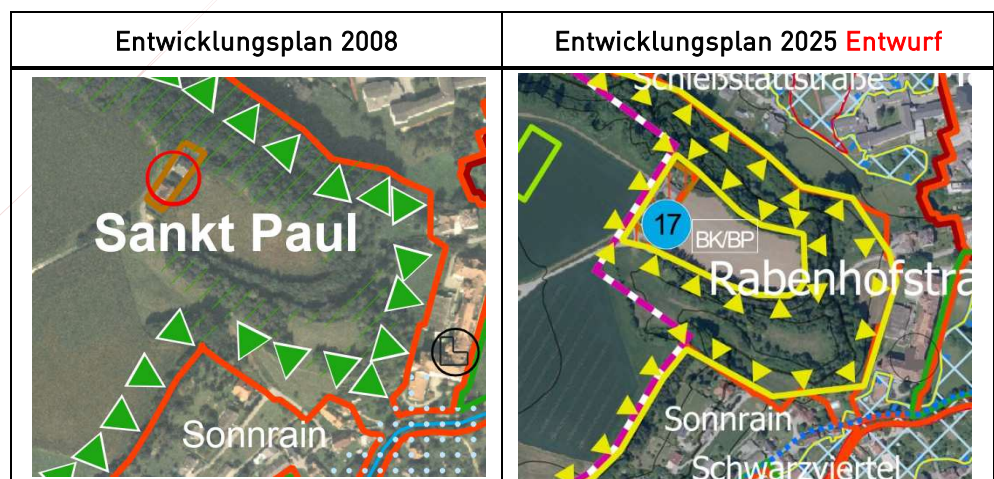 Entwicklungsplan 2008
Entwicklungsplan 2025 Entwurf
Sankt Paul
Sonnrain
Schießstattstraße
17
BK/BP
Rabenhofstra
Sonnrain
Schwarzviertel